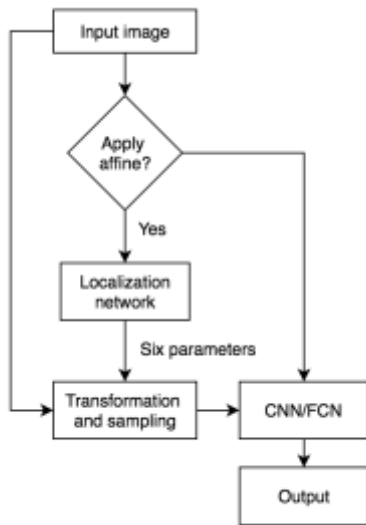 Input image
Apply
affine?
Yes
Localization
network
Six parameters
Transformation
and sampling
CNN/FCN
Output